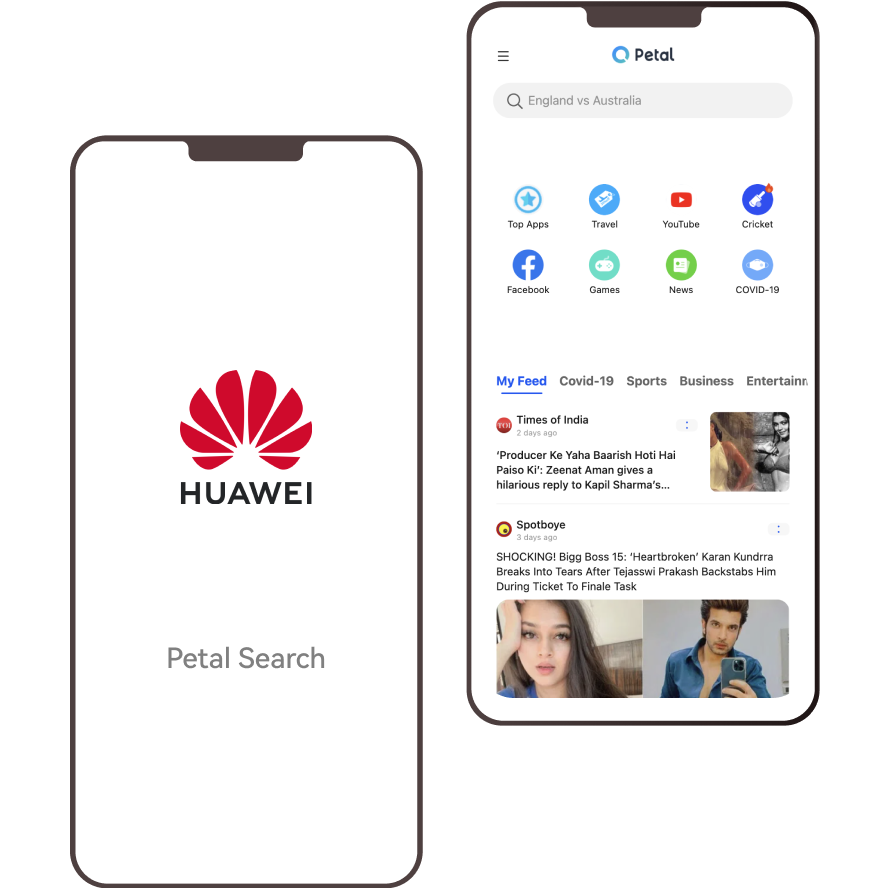 HUAWEI
Petal Search
Petal
England vs Australia
Top Apps
Travel
YouTube
Cricket
Facebook
Games
News
COVID-19
My Feed
Covid-19
Sports
Business
Entertainm
Times of India
TOI
2 days ago
‘Producer Ke Yaha Baarish Hoti Hai
Paiso Ki’: Zeenat Aman gives a
hilarious reply to Kapil Sharma’s...
Spotboye
3 days ago
SHOCKING! Bigg Boss 15: ‘Heartbroken’ Karan Kundrra
Breaks Into Tears After Tejasswi Prakash Backstabs Him
During Ticket To Finale Task